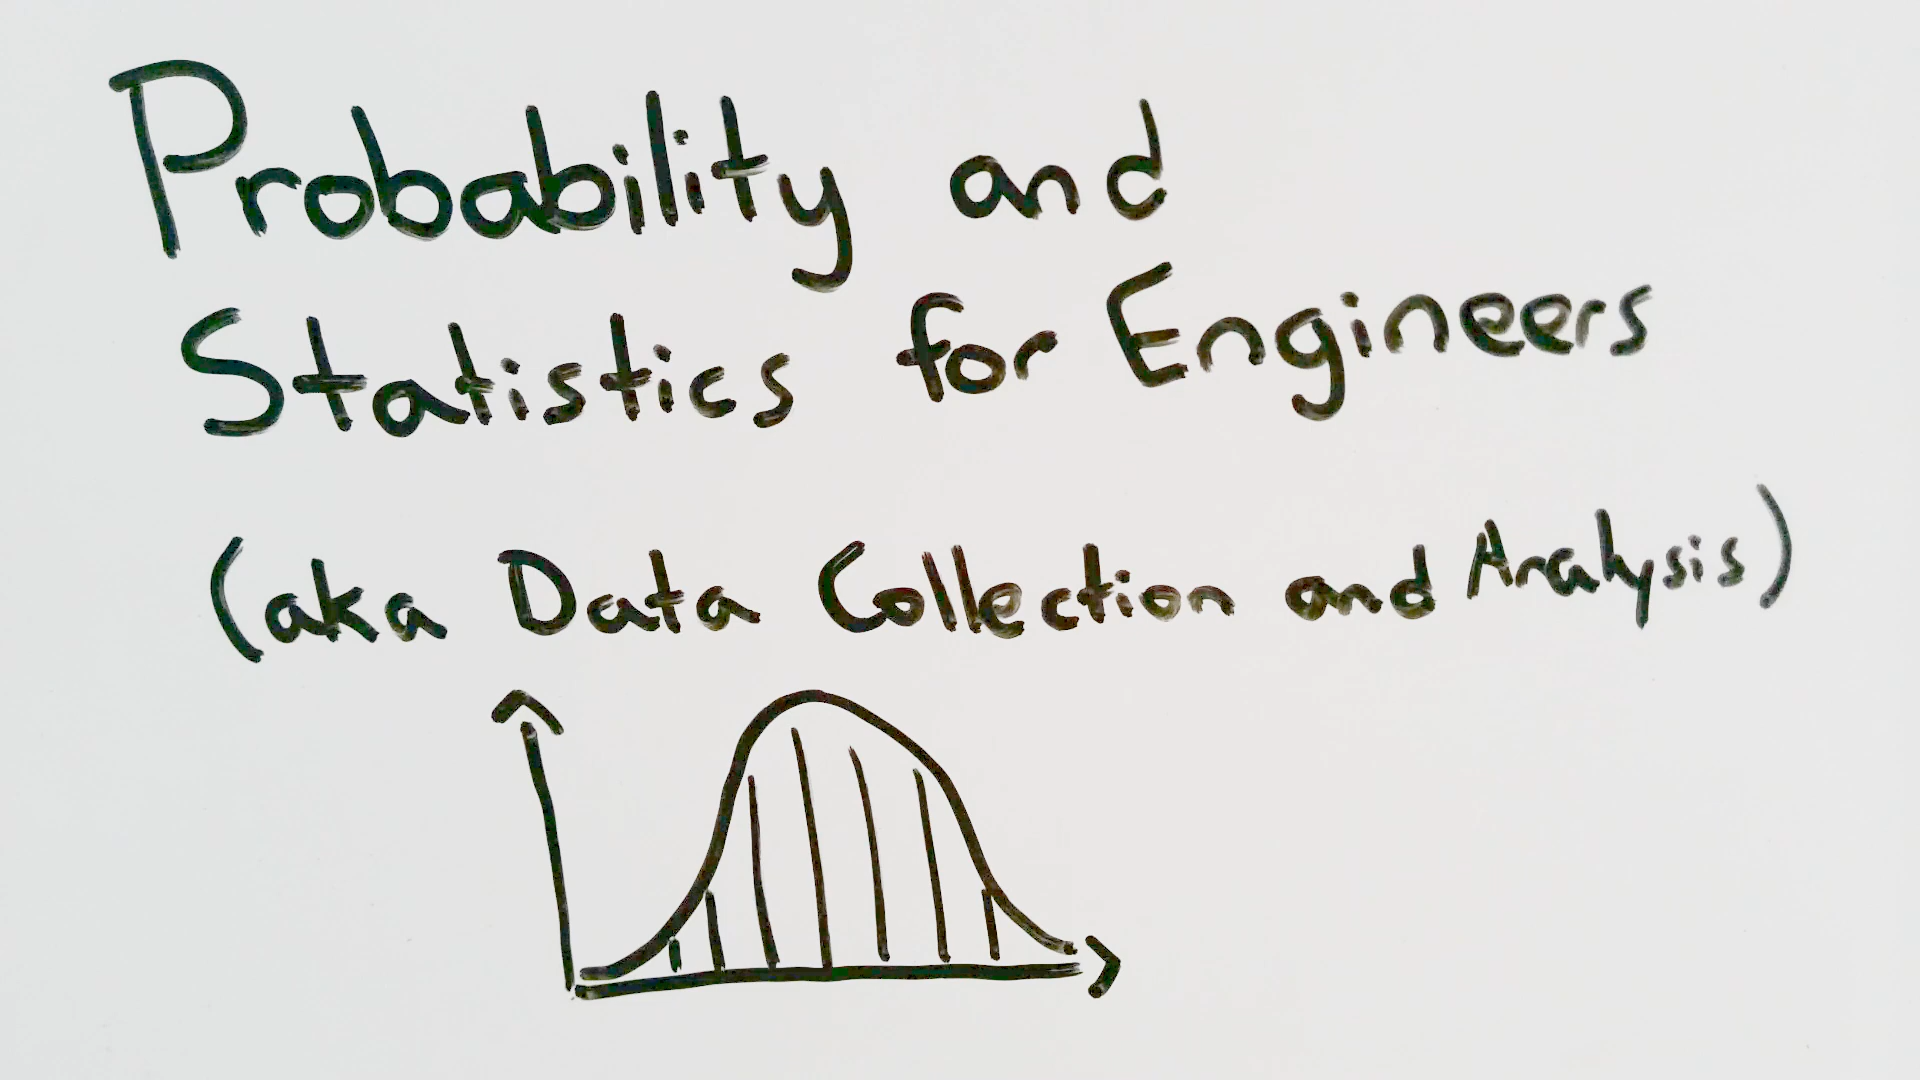 Probability and
Statistics for Engineers
(aka Data Collection and Analysis)